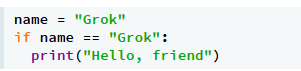 name = "Grok"
if name == "Grok":
  print("Hello, friend")